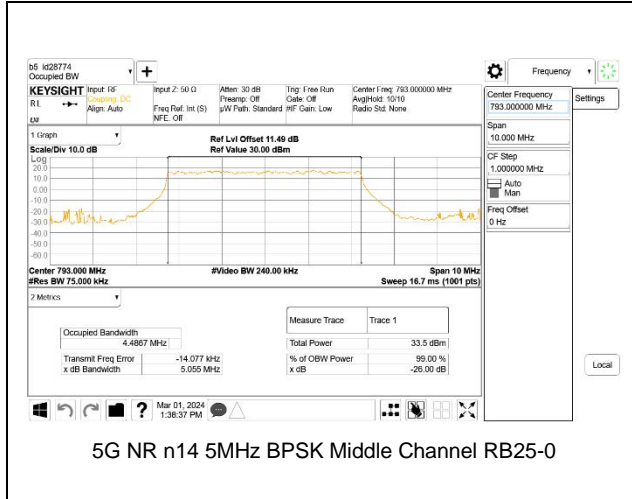 b5 Id28774
Occupied BW
Frequency
KEYSIGHT
RL
Input: RF
Coupling: DC
Align: Auto
Input Z: 50 Ω
Freq Ref: Int (S)
NFE: Off
Atten: 30 dB
Preamp: Off
µW Path: Standard
Trig: Free Run
Gate: Off
#IF Gain: Low
Center Freq: 793.000000 MHz
Avg|Hold: 10/10
Radio Std: None
Center Frequency
793.000000 MHz
Settings
Span
10.000 MHz
CF Step
1.000000 MHz
Auto
Man
Freq Offset
0 Hz
1 Graph
Scale/Div 10.0 dB
Ref Lvl Offset 11.49 dB
Ref Value 30.00 dBm
Log
20.0
10.0
0.00
-10.0
-20.0
-30.0
-40.0
-50.0
-60.0
Center 793.000 MHz
#Video BW 240.00 kHz
Span 10 MHz
#Res BW 75.000 kHz
Sweep 16.7 ms (1001 pts)
2 Metrics
Measure Trace Trace 1
Occupied Bandwidth
4.4867 MHz
Total Power 33.5 dBm
Transmit Freq Error -14.077 kHz
% of OBW Power 99.00 %
x dB Bandwidth 5.055 MHz
x dB -26.00 dB
Local
?
Mar 01, 2024
1:38:37 PM
5G NR n14 5MHz BPSK Middle Channel RB25-0